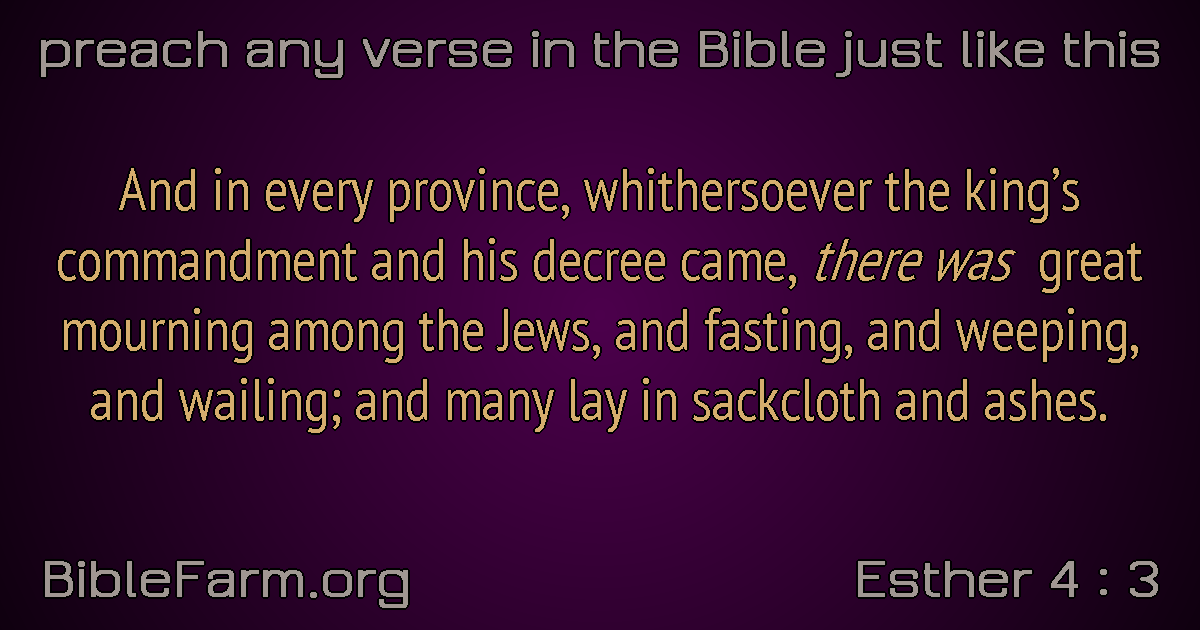 preach any verse in the Bible just like this
And in every province, whithersoever the king’s
commandment and his decree came, there was great
mourning among the Jews, and fasting, and weeping,
and wailing; and many lay in sackcloth and ashes.
BibleFarm.org
Esther 4 : 3